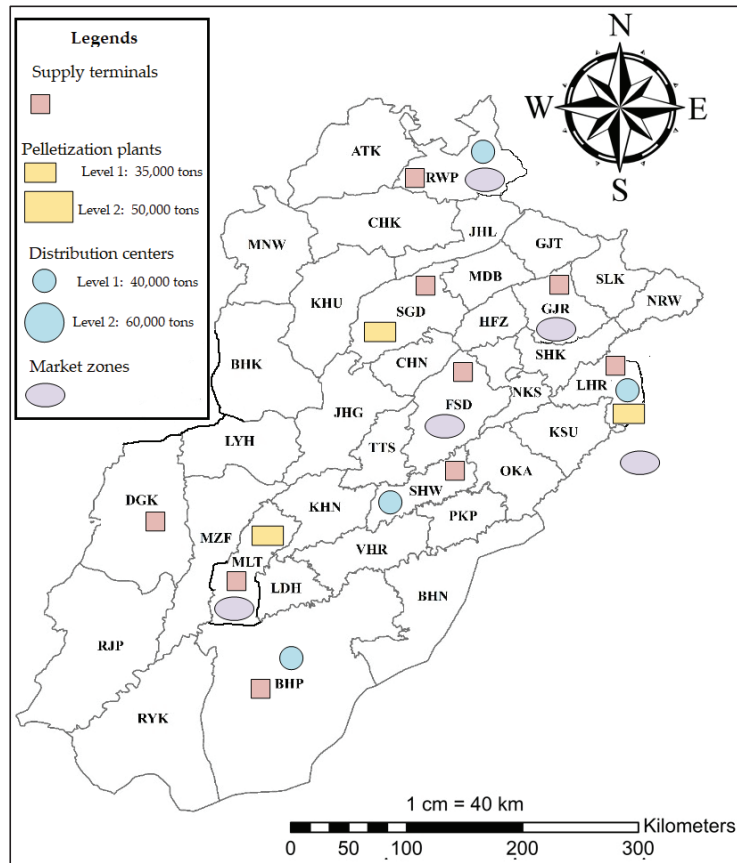 Legends
Supply terminals
Pelletization plants
Level 1: 35,000 tons
Level 2: 50,000 tons
Distribution centers
Level 1: 40,000 tons
Level 2: 60,000 tons
Market zones
N
W E
S
ATK
RWP
CHK
JHL
GJT
MNW
MDB
SLK
KHU
SGD
GJR
NRW
HFZ
BHK
CHN
SHK
LHR
JHG
FSD
NKS
KSU
LYH
TTS
OKA
DGK
SHW
KHN
PKP
MZF
VHR
MLT
LDH
BHN
RJP
BHP
RYK
1 cm = 40 km
Kilometers
0 50 100 200 300